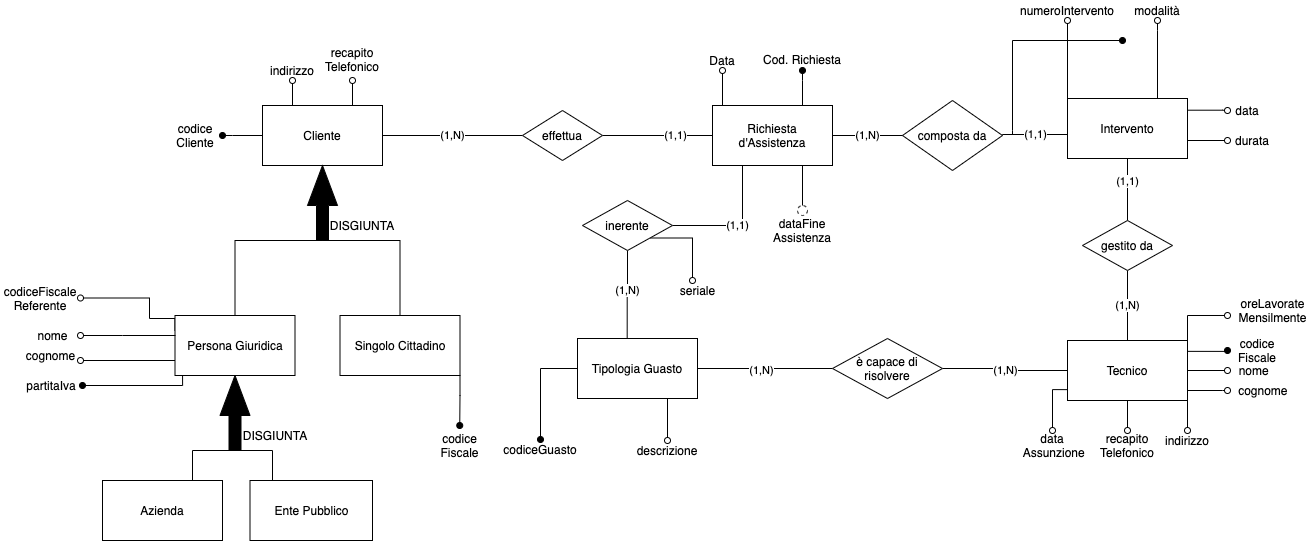 numeroIntervento
modalità
recapito
Telefonico
indirizzo
Data
Cod. Richiesta
codice
Cliente
Cliente
(1,N)
effettua
(1,1)
Richiesta
d'Assistenza
(1,N)
composta da
(1,1)
Intervento
data
durata
(1,1)
DISGIUNTA
inerente
(1,1)
dataFine
Assistenza
gestito da
codiceFiscale
Referente
(1,N)
seriale
(1,N)
oreLavorate
Mensilmente
nome
cognome
partitaIva
Persona Giuridica
Singolo Cittadino
Tipologia Guasto
(1,N)
è capace di
risolvere
(1,N)
Tecnico
codice
Fiscale
nome
cognome
DISGIUNTA
codice
Fiscale
codiceGuasto
descrizione
data
Assunzione
recapito
Telefonico
indirizzo
Azienda
Ente Pubblico